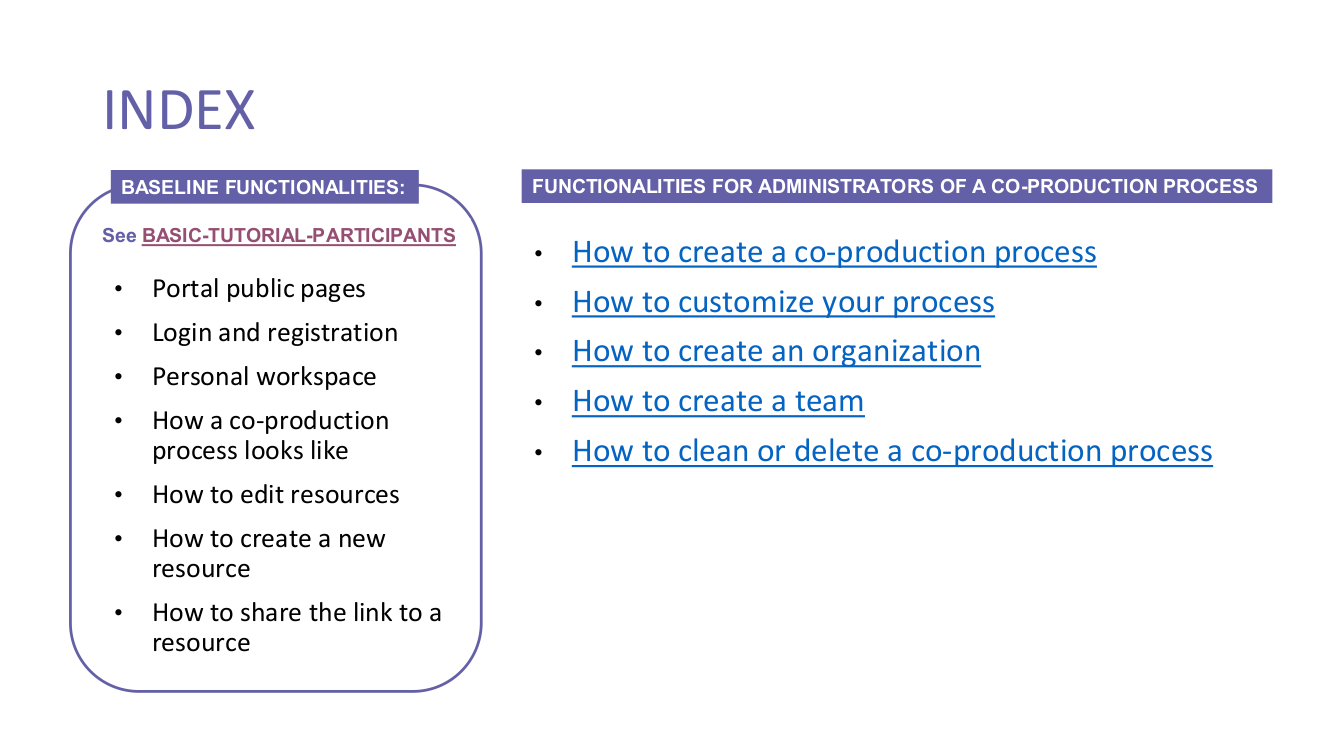 INDEX
BASELINE FUNCTIONALITIES:
See BASIC-TUTORIAL-PARTICIPANTS
• Portal public pages
• Login and registration
• Personal workspace
• How a co-production
process looks like
• How to edit resources
• How to create a new
resource
• How to share the link to a
resource
FUNCTIONALITIES FOR ADMINISTRATORS OF A CO-PRODUCTION PROCESS
• How to create a co-production process
• How to customize your process
• How to create an organization
• How to create a team
• How to clean or delete a co-production process